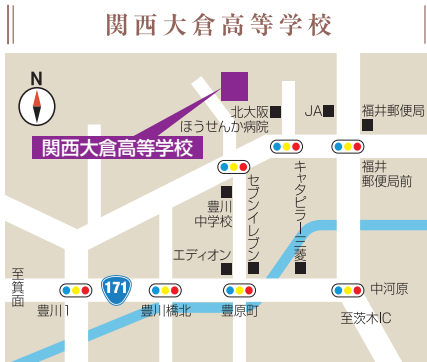 関西大倉高等学校
N
北大阪
ほうせんか病院
JA
福井郵便局
関西大倉高等学校
福井
郵便局前
豊川
中学校
セブンイレブン
キャタピラー三菱
エディオン
至箕面
171
中河原
豊川1
豊川橋北
豊原町
至茨木IC